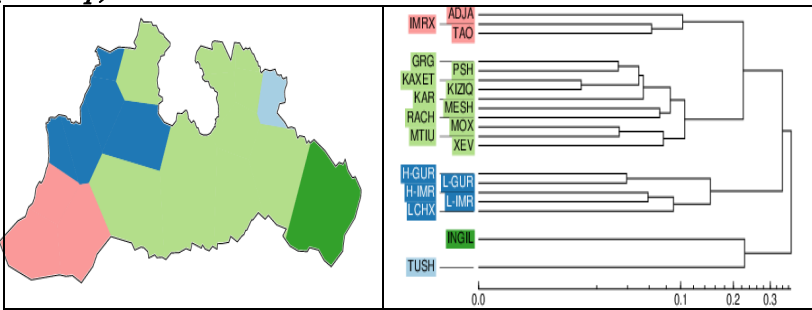 ADJA
IMRX
TAO
GRG
PSH
KAXET
KIZIQ
KAR
MESH
RACH
MOX
MTIU
XEV
H-GUR
L-GUR
H-IMR
L-IMR
LCHX
INGIL
TUSH
0.0 0.1 0.2 0.3